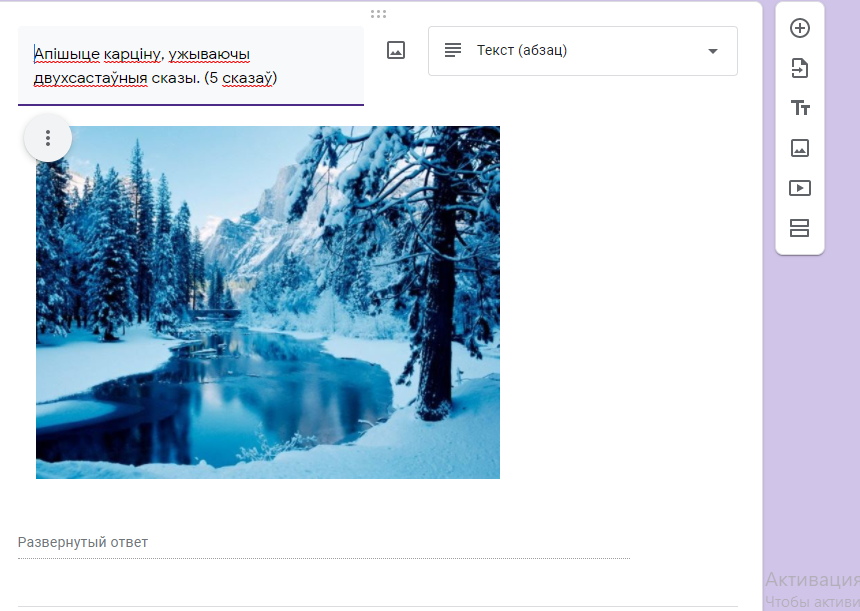 Апішыце карціну, ужываючы
двухсастаўныя сказы. (5 сказаў)
Текст (абзац)
Развернутый ответ
Активация
Чтобы активи